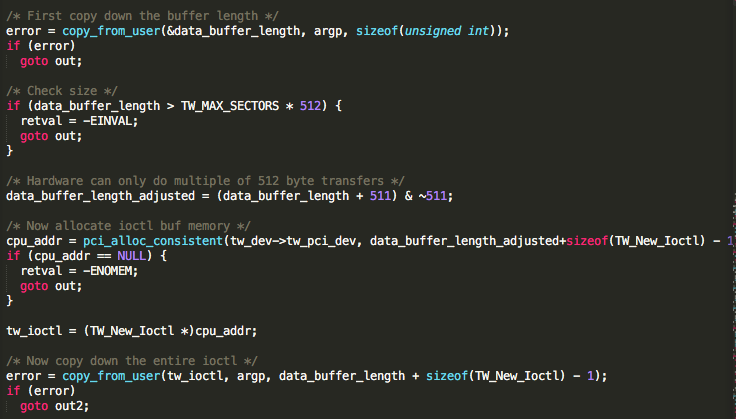 /* First copy down the buffer length */
error = copy_from_user(&data_buffer_length, argp, sizeof(unsigned int));
if (error)
goto out;
/* Check size */
if (data_buffer_length > TW_MAX_SECTORS * 512) {
retval = -EINVAL;
goto out;
}
/* Hardware can only do multiple of 512 byte transfers */
data_buffer_length_adjusted = (data_buffer_length + 511) & ~511;
/* Now allocate ioctl buf memory */
cpu_addr = pci_alloc_consistent(tw_dev->tw_pci_dev, data_buffer_length_adjusted+sizeof(TW_New_Ioctl) - 1
if (cpu_addr == NULL) {
retval = -ENOMEM;
goto out;
}
tw_ioctl = (TW_New_Ioctl *)cpu_addr;
/* Now copy down the entire ioctl */
error = copy_from_user(tw_ioctl, argp, data_buffer_length + sizeof(TW_New_Ioctl) - 1);
if (error)
goto out2;